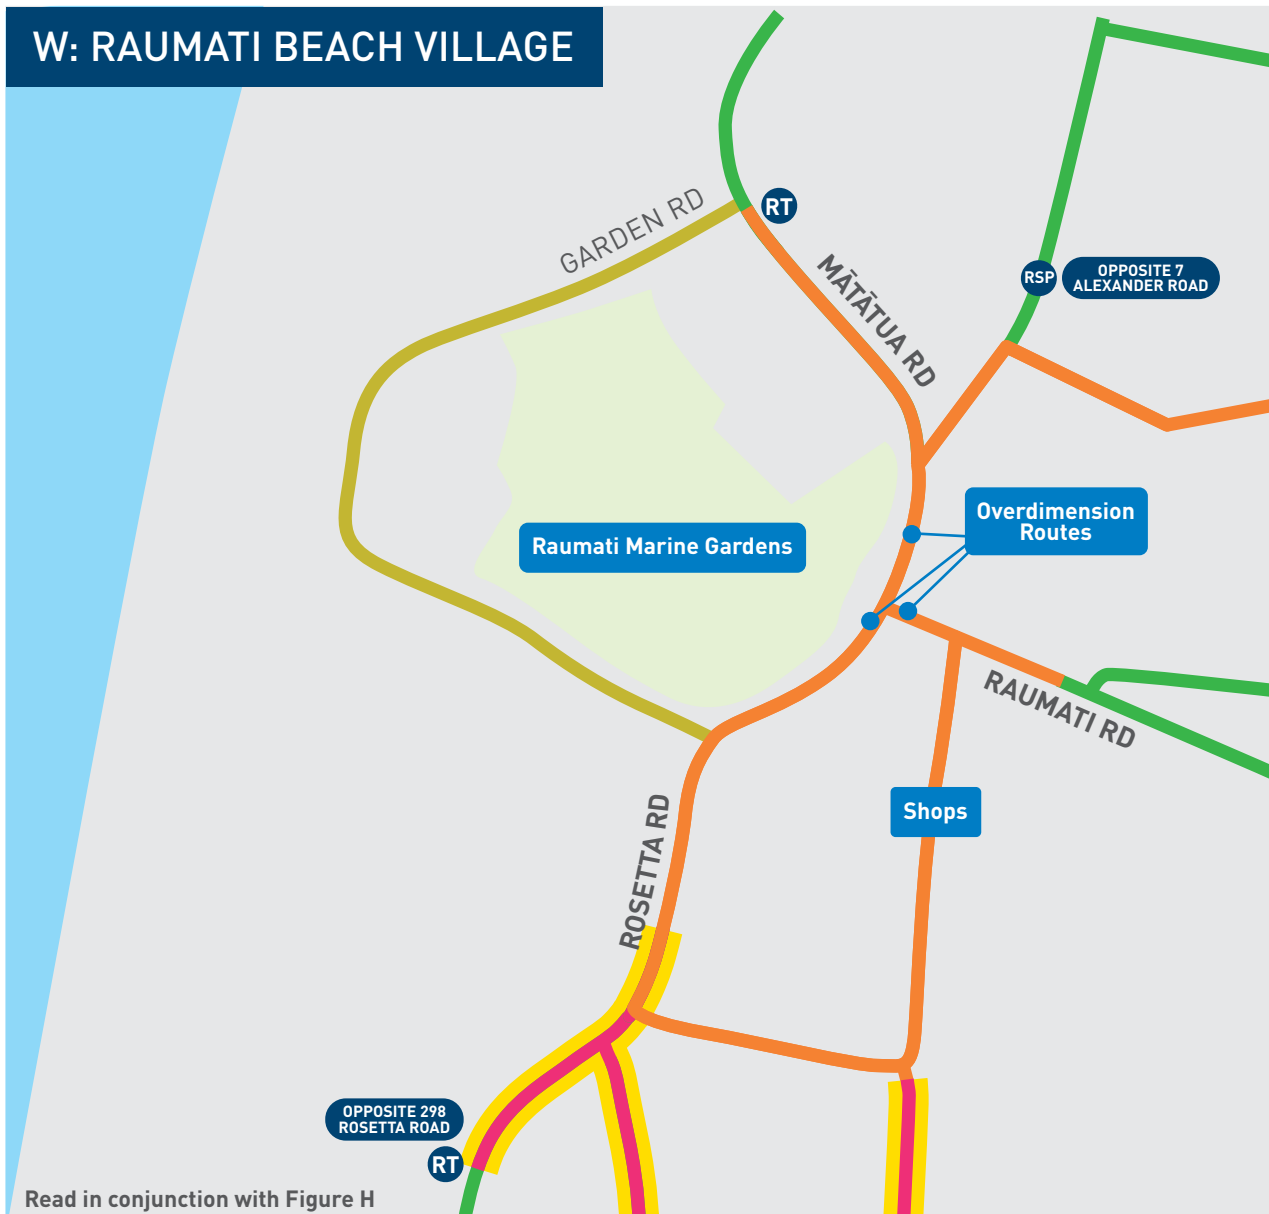 W: RAUMATI BEACH VILLAGE
GARDEN RD
RT
MĀTĀTUA RD
RSP
OPPOSITE 7
ALEXANDER ROAD
Overdimension
Routes
Raumati Marine Gardens
RAUMATI RD
Shops
ROSETTA RD
OPPOSITE 298
ROSETTA ROAD
RT
Read in conjunction with Figure H